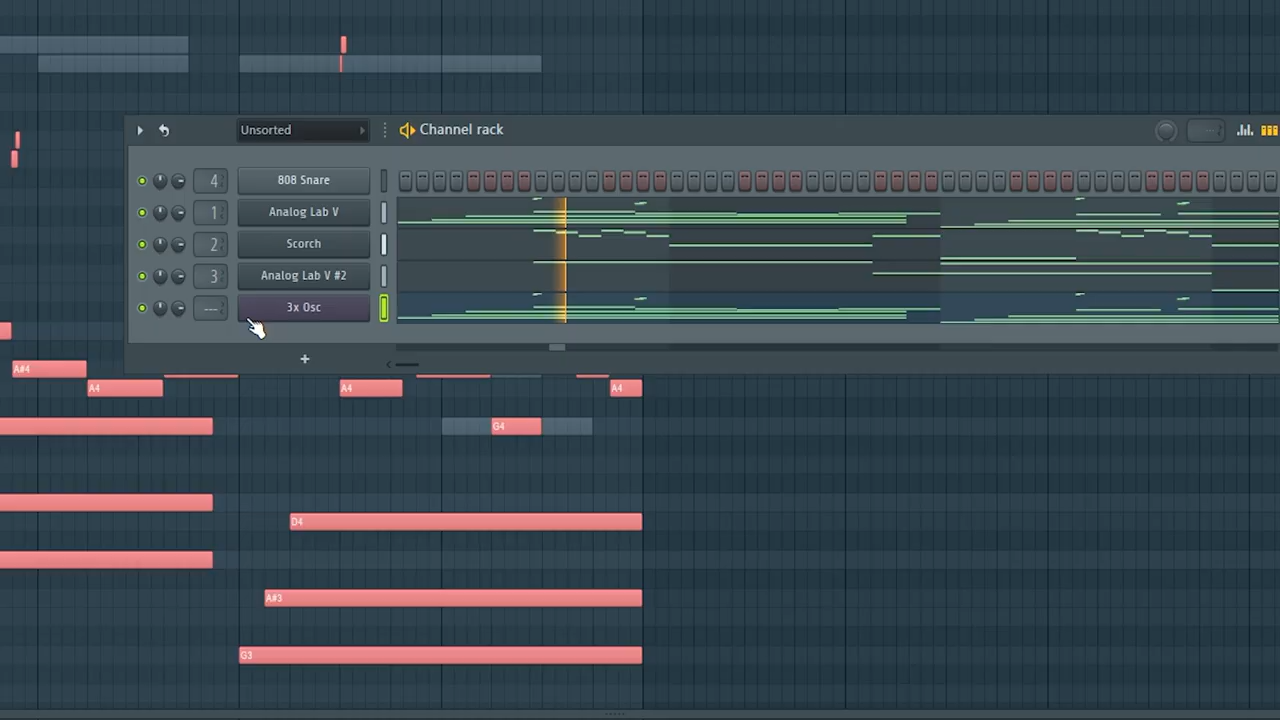 Unsorted
Channel rack
4
808 Snare
1
Analog Lab V
2
Scorch
3
Analog Lab V #2
---
3x Osc
+
A#4
A4
A4
A4
G4
D4
A#3
G3